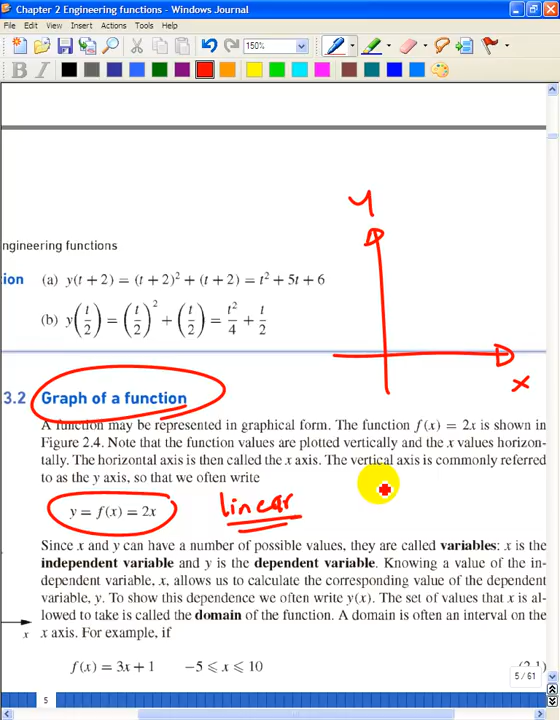 Chapter 2 Engineering functions - Windows Journal
File Edit View Insert Actions Tools Help
150%
B I
Y
x
ngineering functions
ion (a) y(t + 2) = (t + 2)² + (t + 2) = t² + 5t + 6
(b) y(t/2) = (t/2)² + (t/2) = t²/4 + t/2
3.2 Graph of a function
A function may be represented in graphical form. The function f(x) = 2x is shown in
Figure 2.4. Note that the function values are plotted vertically and the x values horizon-
tally. The horizontal axis is then called the x axis. The vertical axis is commonly referred
to as the y axis, so that we often write
y = f(x) = 2x linear
Since x and y can have a number of possible values, they are called variables: x is the
independent variable and y is the dependent variable. Knowing a value of the in-
dependent variable, x, allows us to calculate the corresponding value of the dependent
variable, y. To show this dependence we often write y(x). The set of values that x is al-
lowed to take is called the domain of the function. A domain is often an interval on the
x x axis. For example, if
f(x) = 3x + 1 −5 ⩽ x ⩽ 10
5 / 61
5